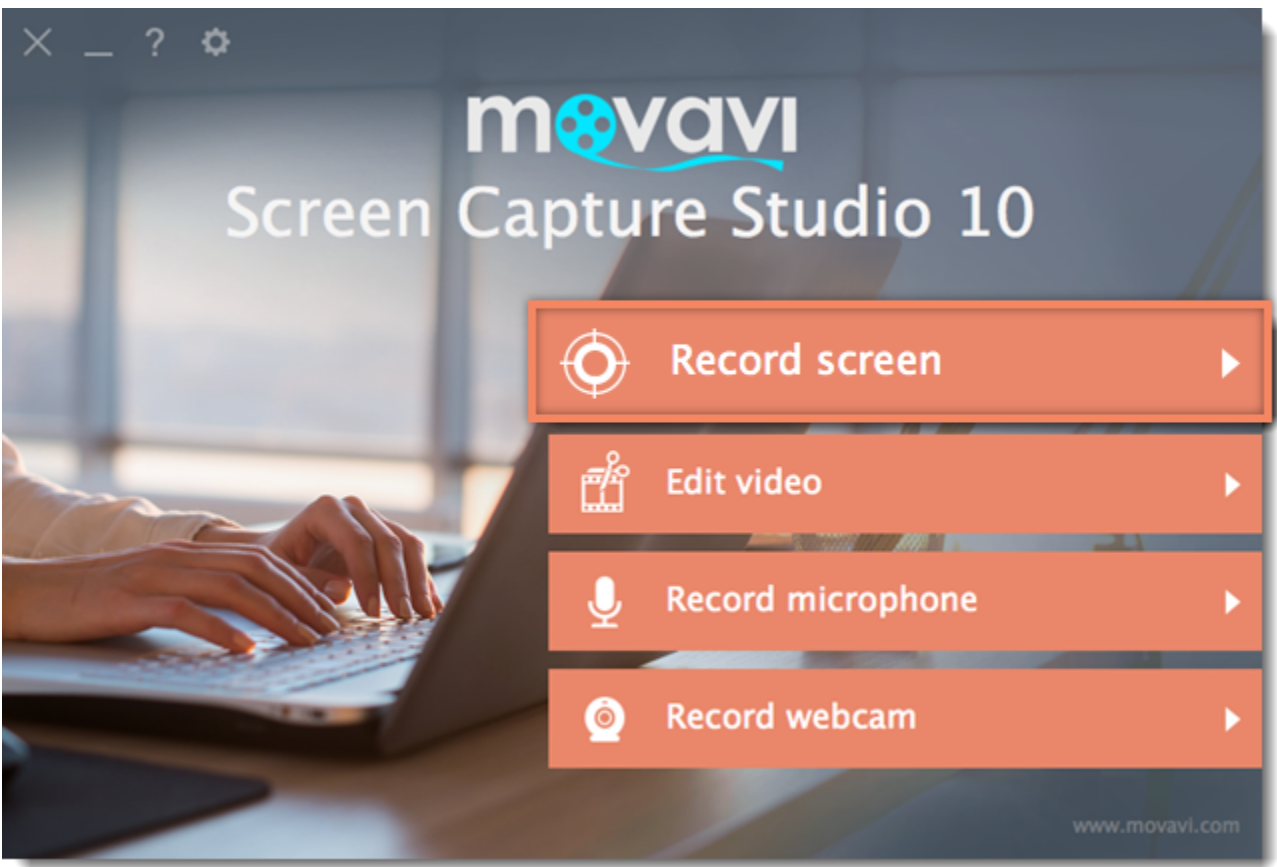 movavi
Screen Capture Studio 10
Record screen
Edit video
Record microphone
Record webcam
www.movavi.com